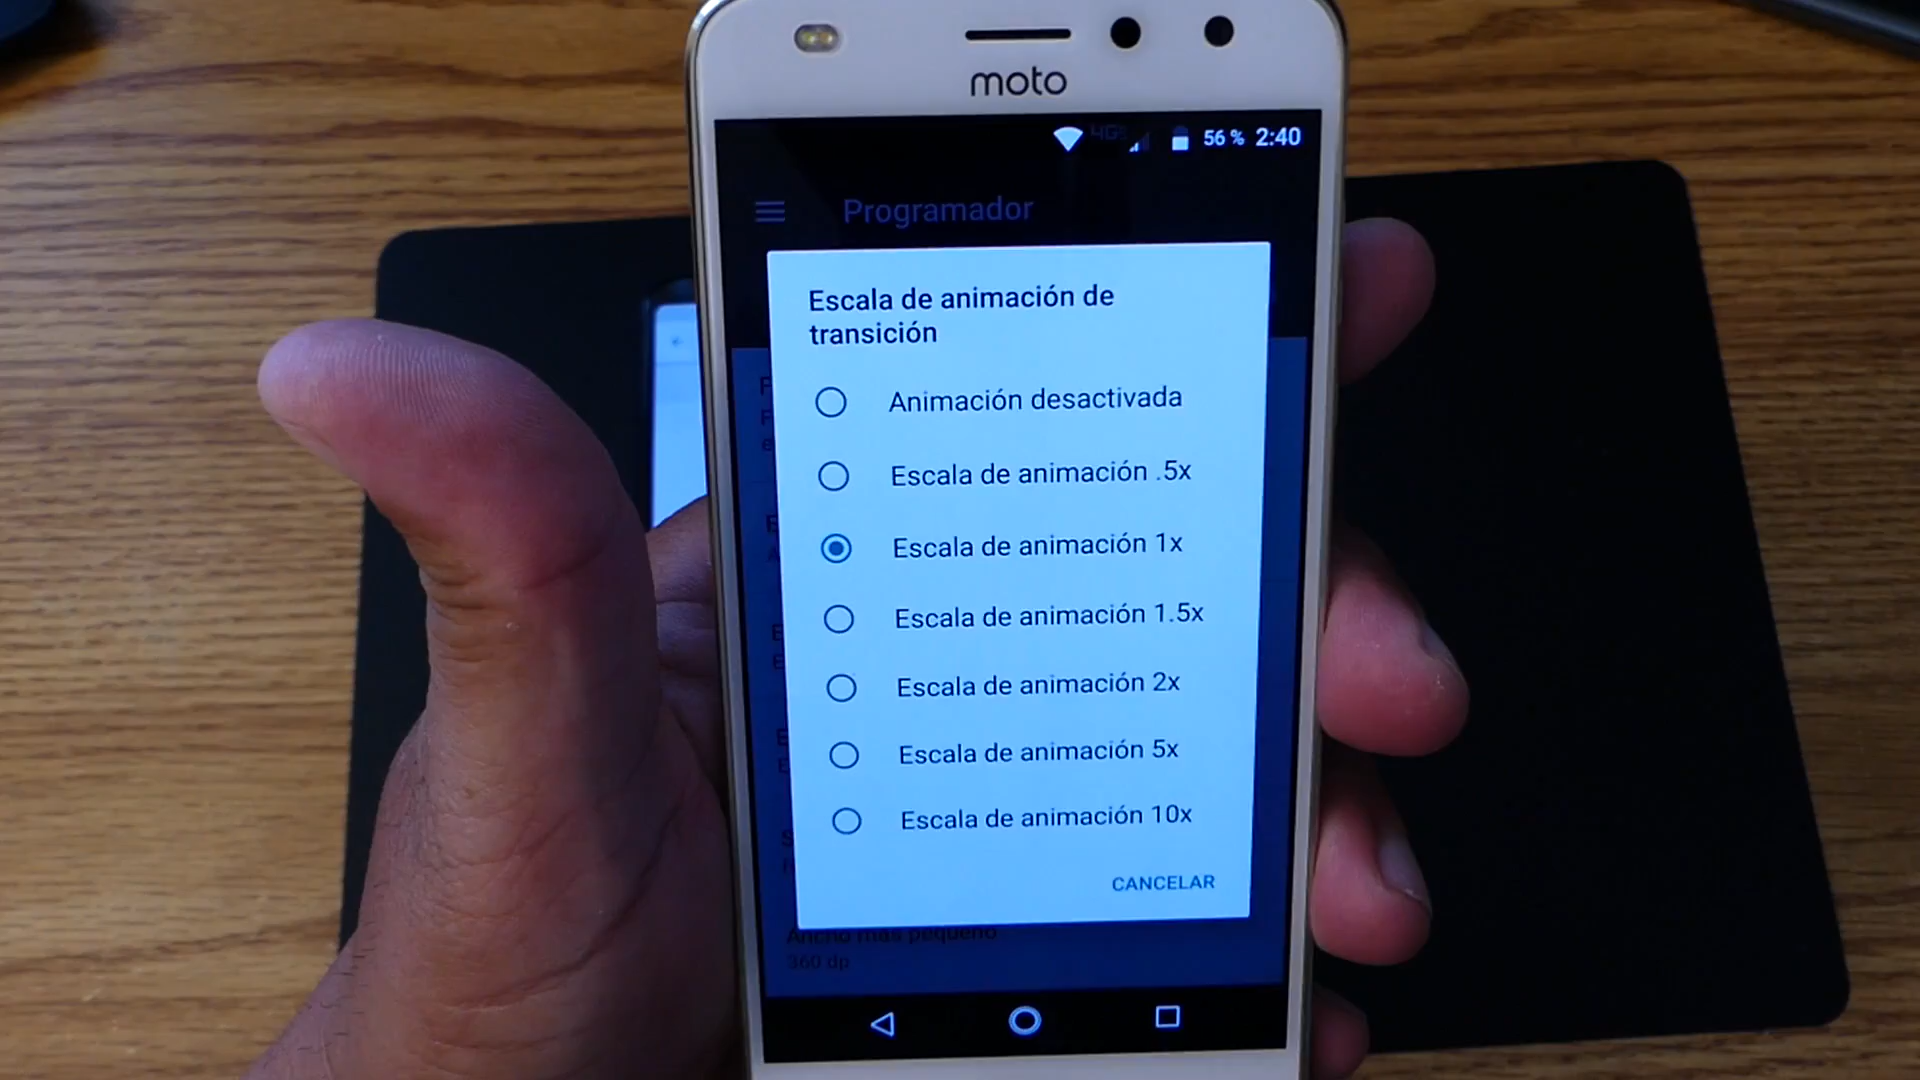 moto
4G
56 % 2:40
Programador
Escala de animación de
transición
Animación desactivada
Escala de animación .5x
Escala de animación 1x
Escala de animación 1.5x
Escala de animación 2x
Escala de animación 5x
Escala de animación 10x
CANCELAR
Ancho más pequeño
360 dp